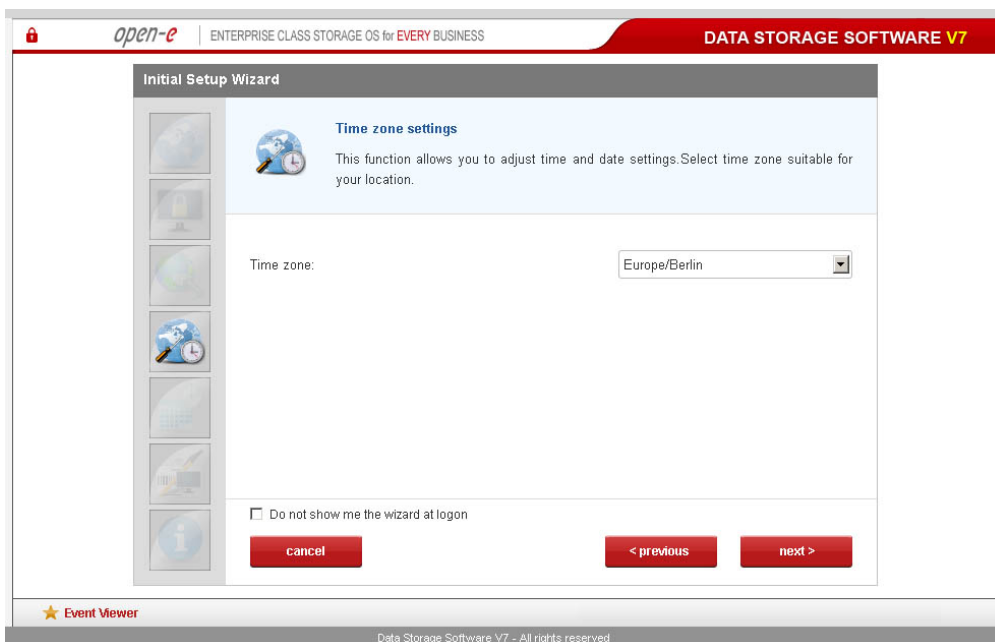 open-e ENTERPRISE CLASS STORAGE OS for EVERY BUSINESS DATA STORAGE SOFTWARE V7
Initial Setup Wizard
Time zone settings
This function allows you to adjust time and date settings.Select time zone suitable for
your location.
Time zone: Europe/Berlin
Do not show me the wizard at logon
cancel < previous next >
Event Viewer
Data Storage Software V7 - All rights reserved